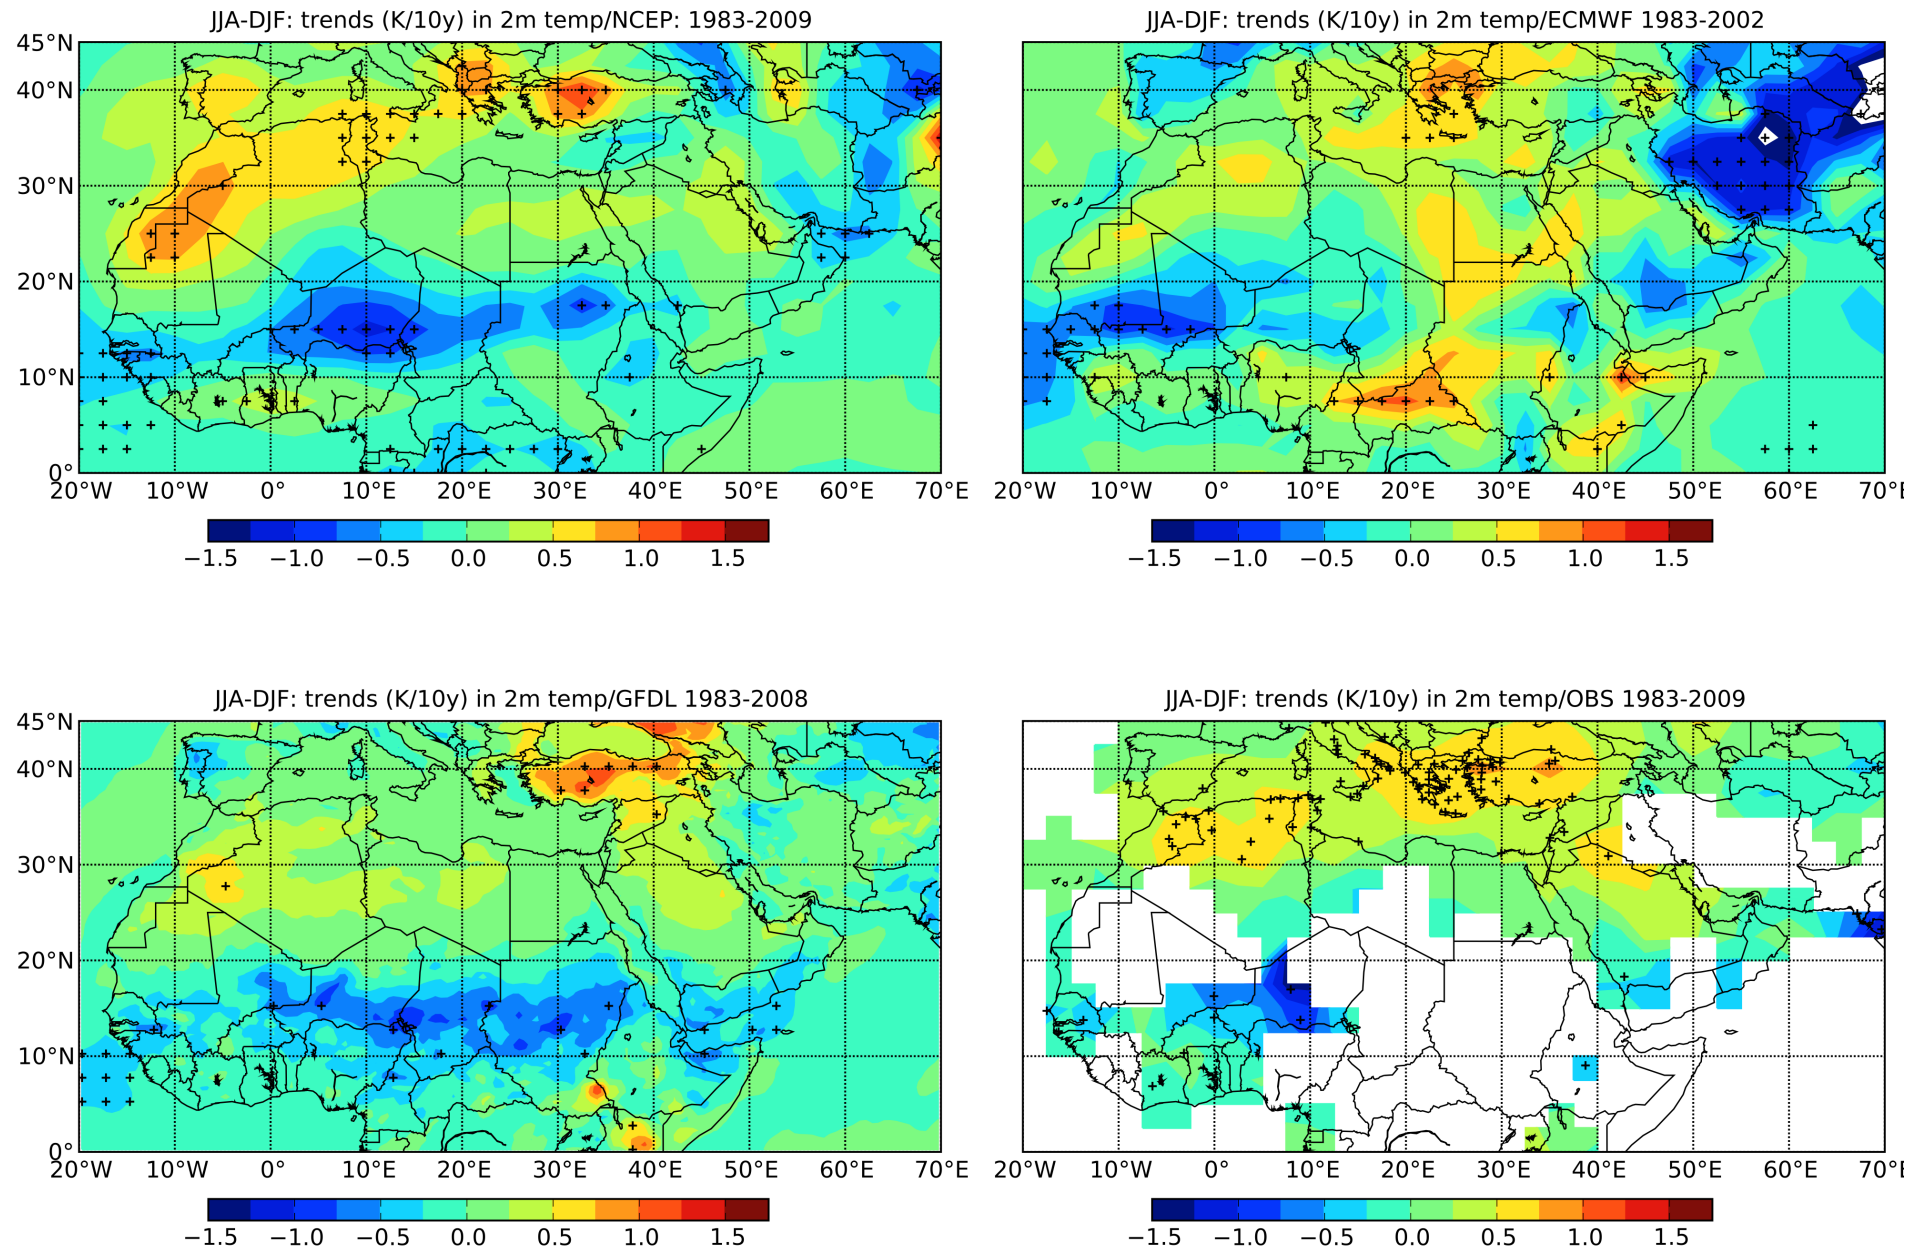 JJA-DJF: trends (K/10y) in 2m temp/NCEP: 1983-2009
45°N
40°N
30°N
20°N
10°N
0°
20°W 10°W 0° 10°E 20°E 30°E 40°E 50°E 60°E 70°E
−1.5 −1.0 −0.5 0.0 0.5 1.0 1.5
JJA-DJF: trends (K/10y) in 2m temp/ECMWF 1983-2002
20°W 10°W 0° 10°E 20°E 30°E 40°E 50°E 60°E 70°E
−1.5 −1.0 −0.5 0.0 0.5 1.0 1.5
JJA-DJF: trends (K/10y) in 2m temp/GFDL 1983-2008
45°N
40°N
30°N
20°N
10°N
0°
20°W 10°W 0° 10°E 20°E 30°E 40°E 50°E 60°E 70°E
−1.5 −1.0 −0.5 0.0 0.5 1.0 1.5
JJA-DJF: trends (K/10y) in 2m temp/OBS 1983-2009
20°W 10°W 0° 10°E 20°E 30°E 40°E 50°E 60°E 70°E
−1.5 −1.0 −0.5 0.0 0.5 1.0 1.5